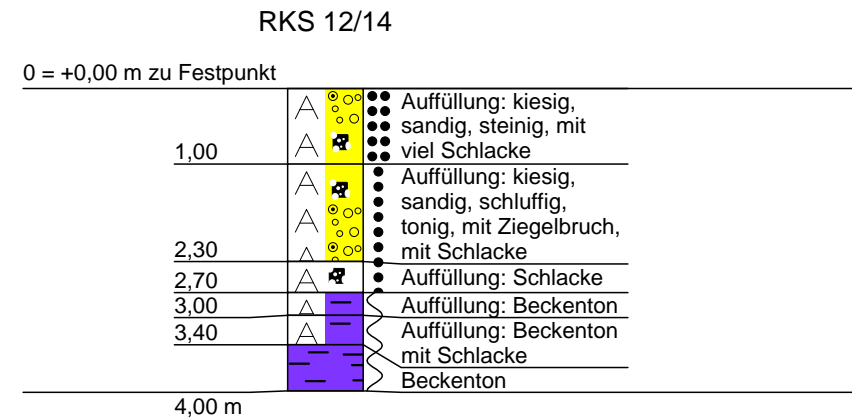 RKS 12/14
0 = +0,00 m zu Festpunkt
A
Auffüllung: kiesig,
sandig, steinig, mit
A
viel Schlacke
1,00
A
Auffüllung: kiesig,
sandig, schluffig,
A
tonig, mit Ziegelbruch,
2,30
A
mit Schlacke
2,70
A
Auffüllung: Schlacke
3,00
A
Auffüllung: Beckenton
3,40
A
Auffüllung: Beckenton
mit Schlacke
Beckenton
4,00 m